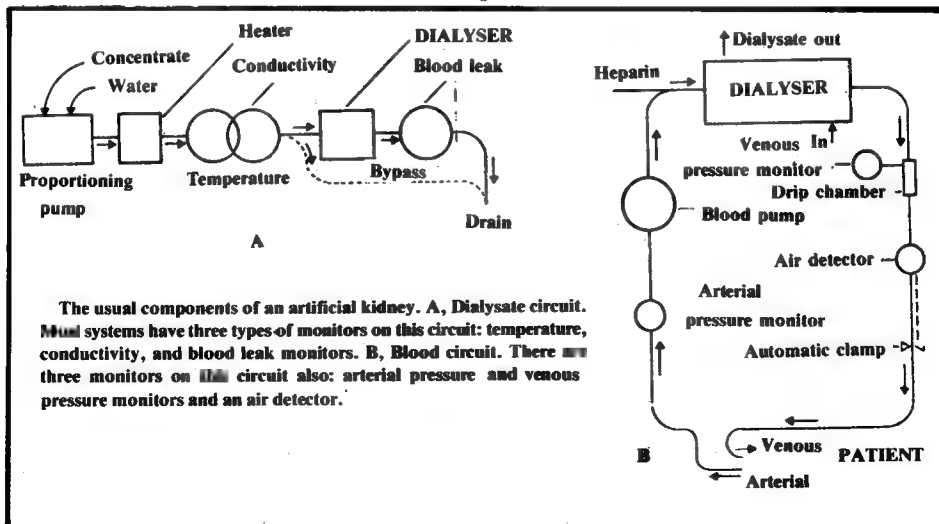 Concentrate
Water
Heater
Conductivity
DIALYSER
Blood leak
Proportioning
pump
Temperature
Bypass
Drain
A
The usual components of an artificial kidney. A, Dialysate circuit.
systems have three types of monitors on this circuit: temperature,
conductivity, and blood leak monitors. B, Blood circuit. There
three monitors on circuit also: arterial pressure and venous
pressure monitors and an air detector.
Dialysate out
Heparin
DIALYSER
In
Venous
pressure monitor
Drip chamber
Blood pump
Air detector
Arterial
pressure monitor
Automatic clamp
Venous
B
PATIENT
Arterial